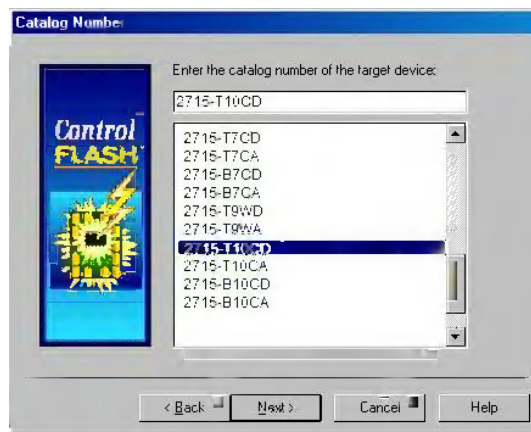 Catalog Number
Enter the catalog number of the target device:
2715-T10CD
Control
FLASH
2715-T7CD
2715-T7CA
2715-B7CD
2715-B7CA
2715-T9WD
2715-T9WA
2715-T10CD
2715-T10CA
2715-B10CD
2715-B10CA
< Back
Next >
Cancel
Help